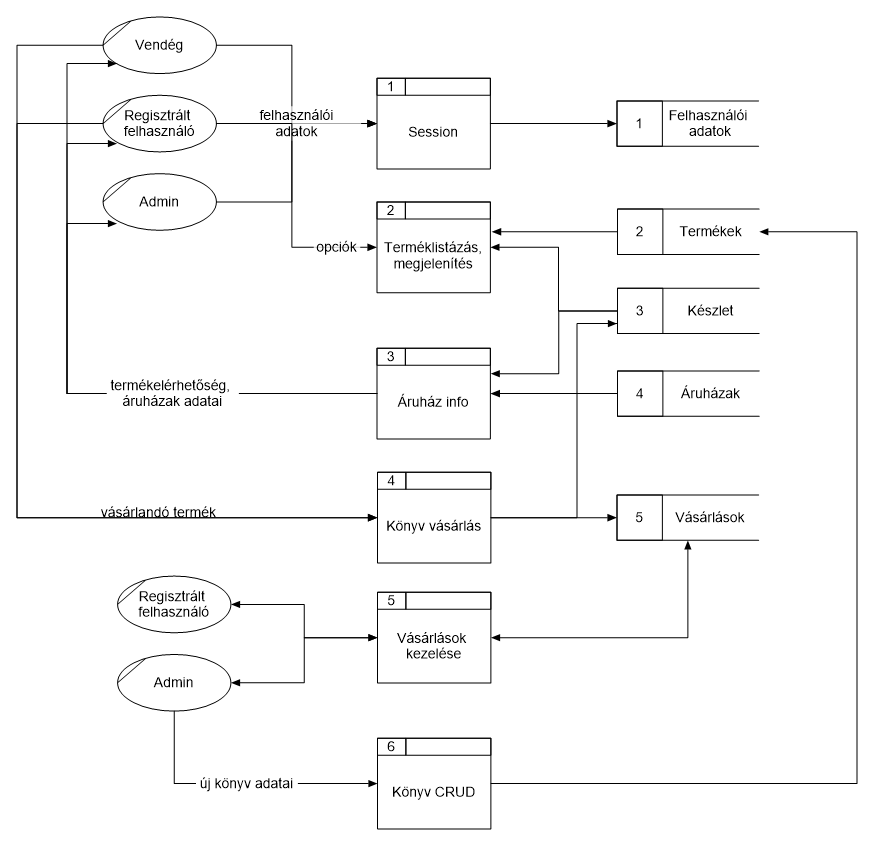 Vendég
Regisztrált
felhasználó
Admin
felhasználói
adatok
1
Session
1
Felhasználói
adatok
opciók
2
Terméklistázás,
megjelenítés
2
Termékek
3
Készlet
termékelérhetőség,
áruházak adatai
3
Áruház info
4
Áruházak
vásárlandó termék
4
Könyv vásárlás
5
Vásárlások
Regisztrált
felhasználó
Admin
5
Vásárlások
kezelése
új könyv adatai
6
Könyv CRUD